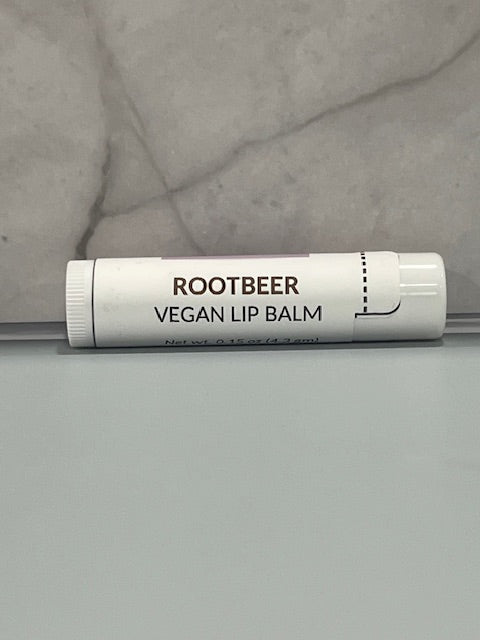 ROOTBEER
VEGAN LIP BALM
Net wt. 0.15 oz (4.2 gm)